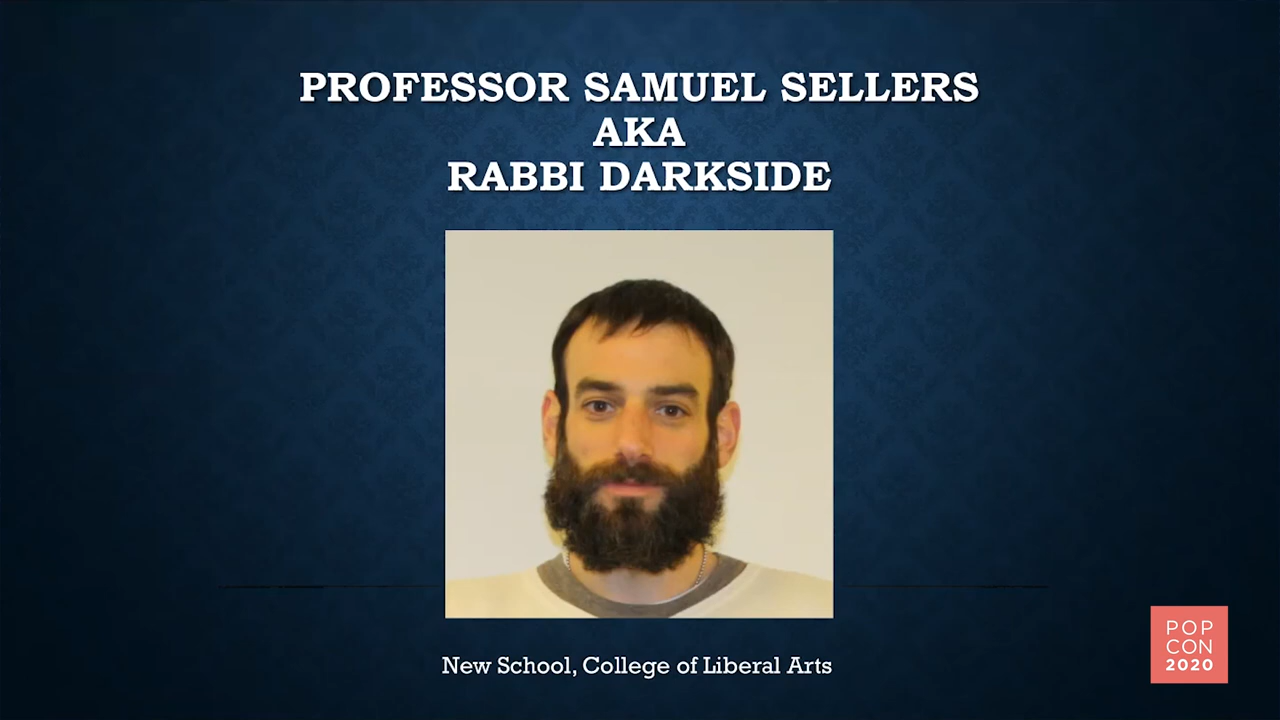 PROFESSOR SAMUEL SELLERS
AKA
RABBI DARKSIDE
New School, College of Liberal Arts
POP
CON
2020